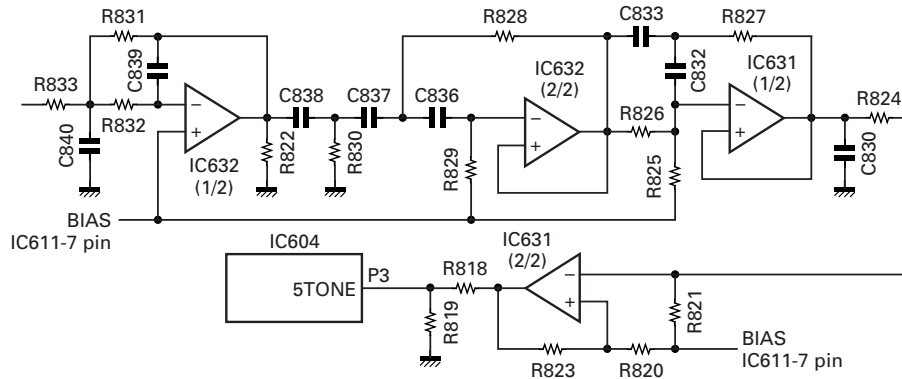 R831
C839
R833
R832
C840
IC632
(1/2)
R822
C838
C837
R830
R828
C836
R829
IC632
(2/2)
C833
R827
C832
R826
R825
IC631
(1/2)
R824
C830
BIAS
IC611-7 pin
IC604
5TONE
P3
R818
R819
IC631
(2/2)
R821
R823
R820
BIAS
IC611-7 pin
−
+
−
+
−
+
−
+